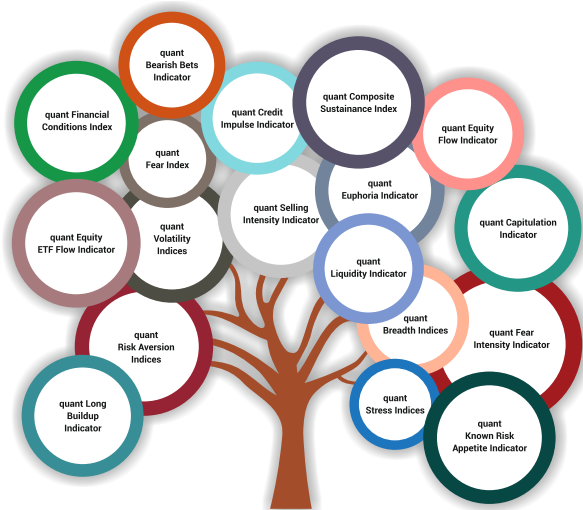 quant
Bearish Bets
Indicator
quant Financial
Conditions Index
quant Credit
Impulse Indicator
quant Composite
Sustainance Index
quant Equity
Flow Indicator
quant
Fear Index
quant
Euphoria Indicator
quant Selling
Intensity Indicator
quant Capitulation
Indicator
quant Equity
ETF Flow Indicator
quant
Volatility
Indices
quant
Liquidity Indicator
quant
Breadth Indices
quant Fear
Intensity Indicator
quant
Risk Aversion
Indices
quant Long
Buildup
Indicator
quant
Stress Indices
quant
Known Risk
Appetite Indicator